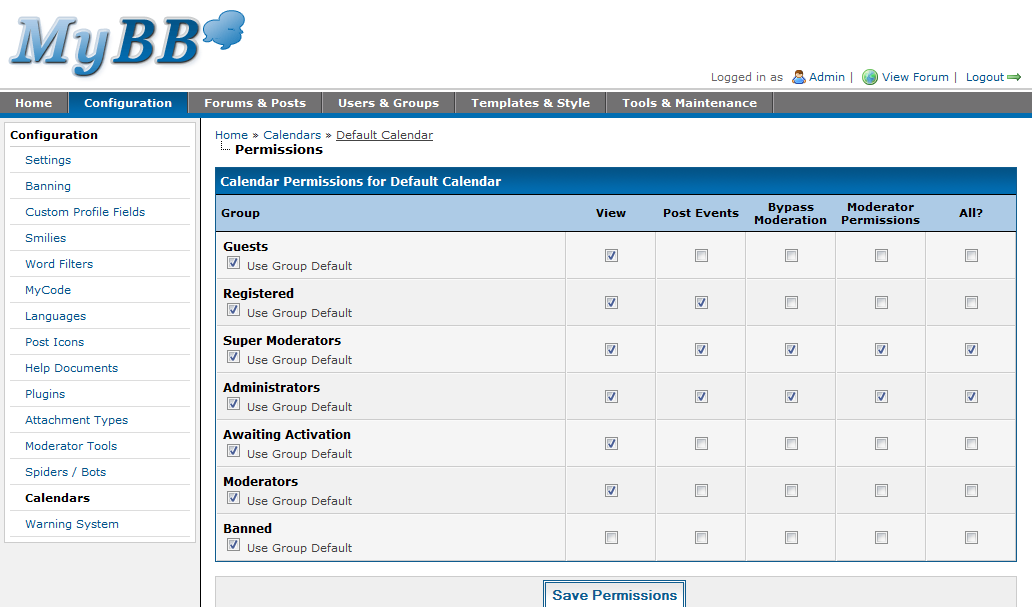 MyBB
Logged in as Admin | View Forum | Logout
Home Configuration Forums & Posts Users & Groups Templates & Style Tools & Maintenance
Configuration
Settings
Banning
Custom Profile Fields
Smilies
Word Filters
MyCode
Languages
Post Icons
Help Documents
Plugins
Attachment Types
Moderator Tools
Spiders / Bots
Calendars
Warning System
Home » Calendars » Default Calendar
Permissions
Calendar Permissions for Default Calendar
Group View Post Events Bypass Moderation Moderator Permissions All?
Guests
Use Group Default
Registered
Use Group Default
Super Moderators
Use Group Default
Administrators
Use Group Default
Awaiting Activation
Use Group Default
Moderators
Use Group Default
Banned
Use Group Default
Save Permissions